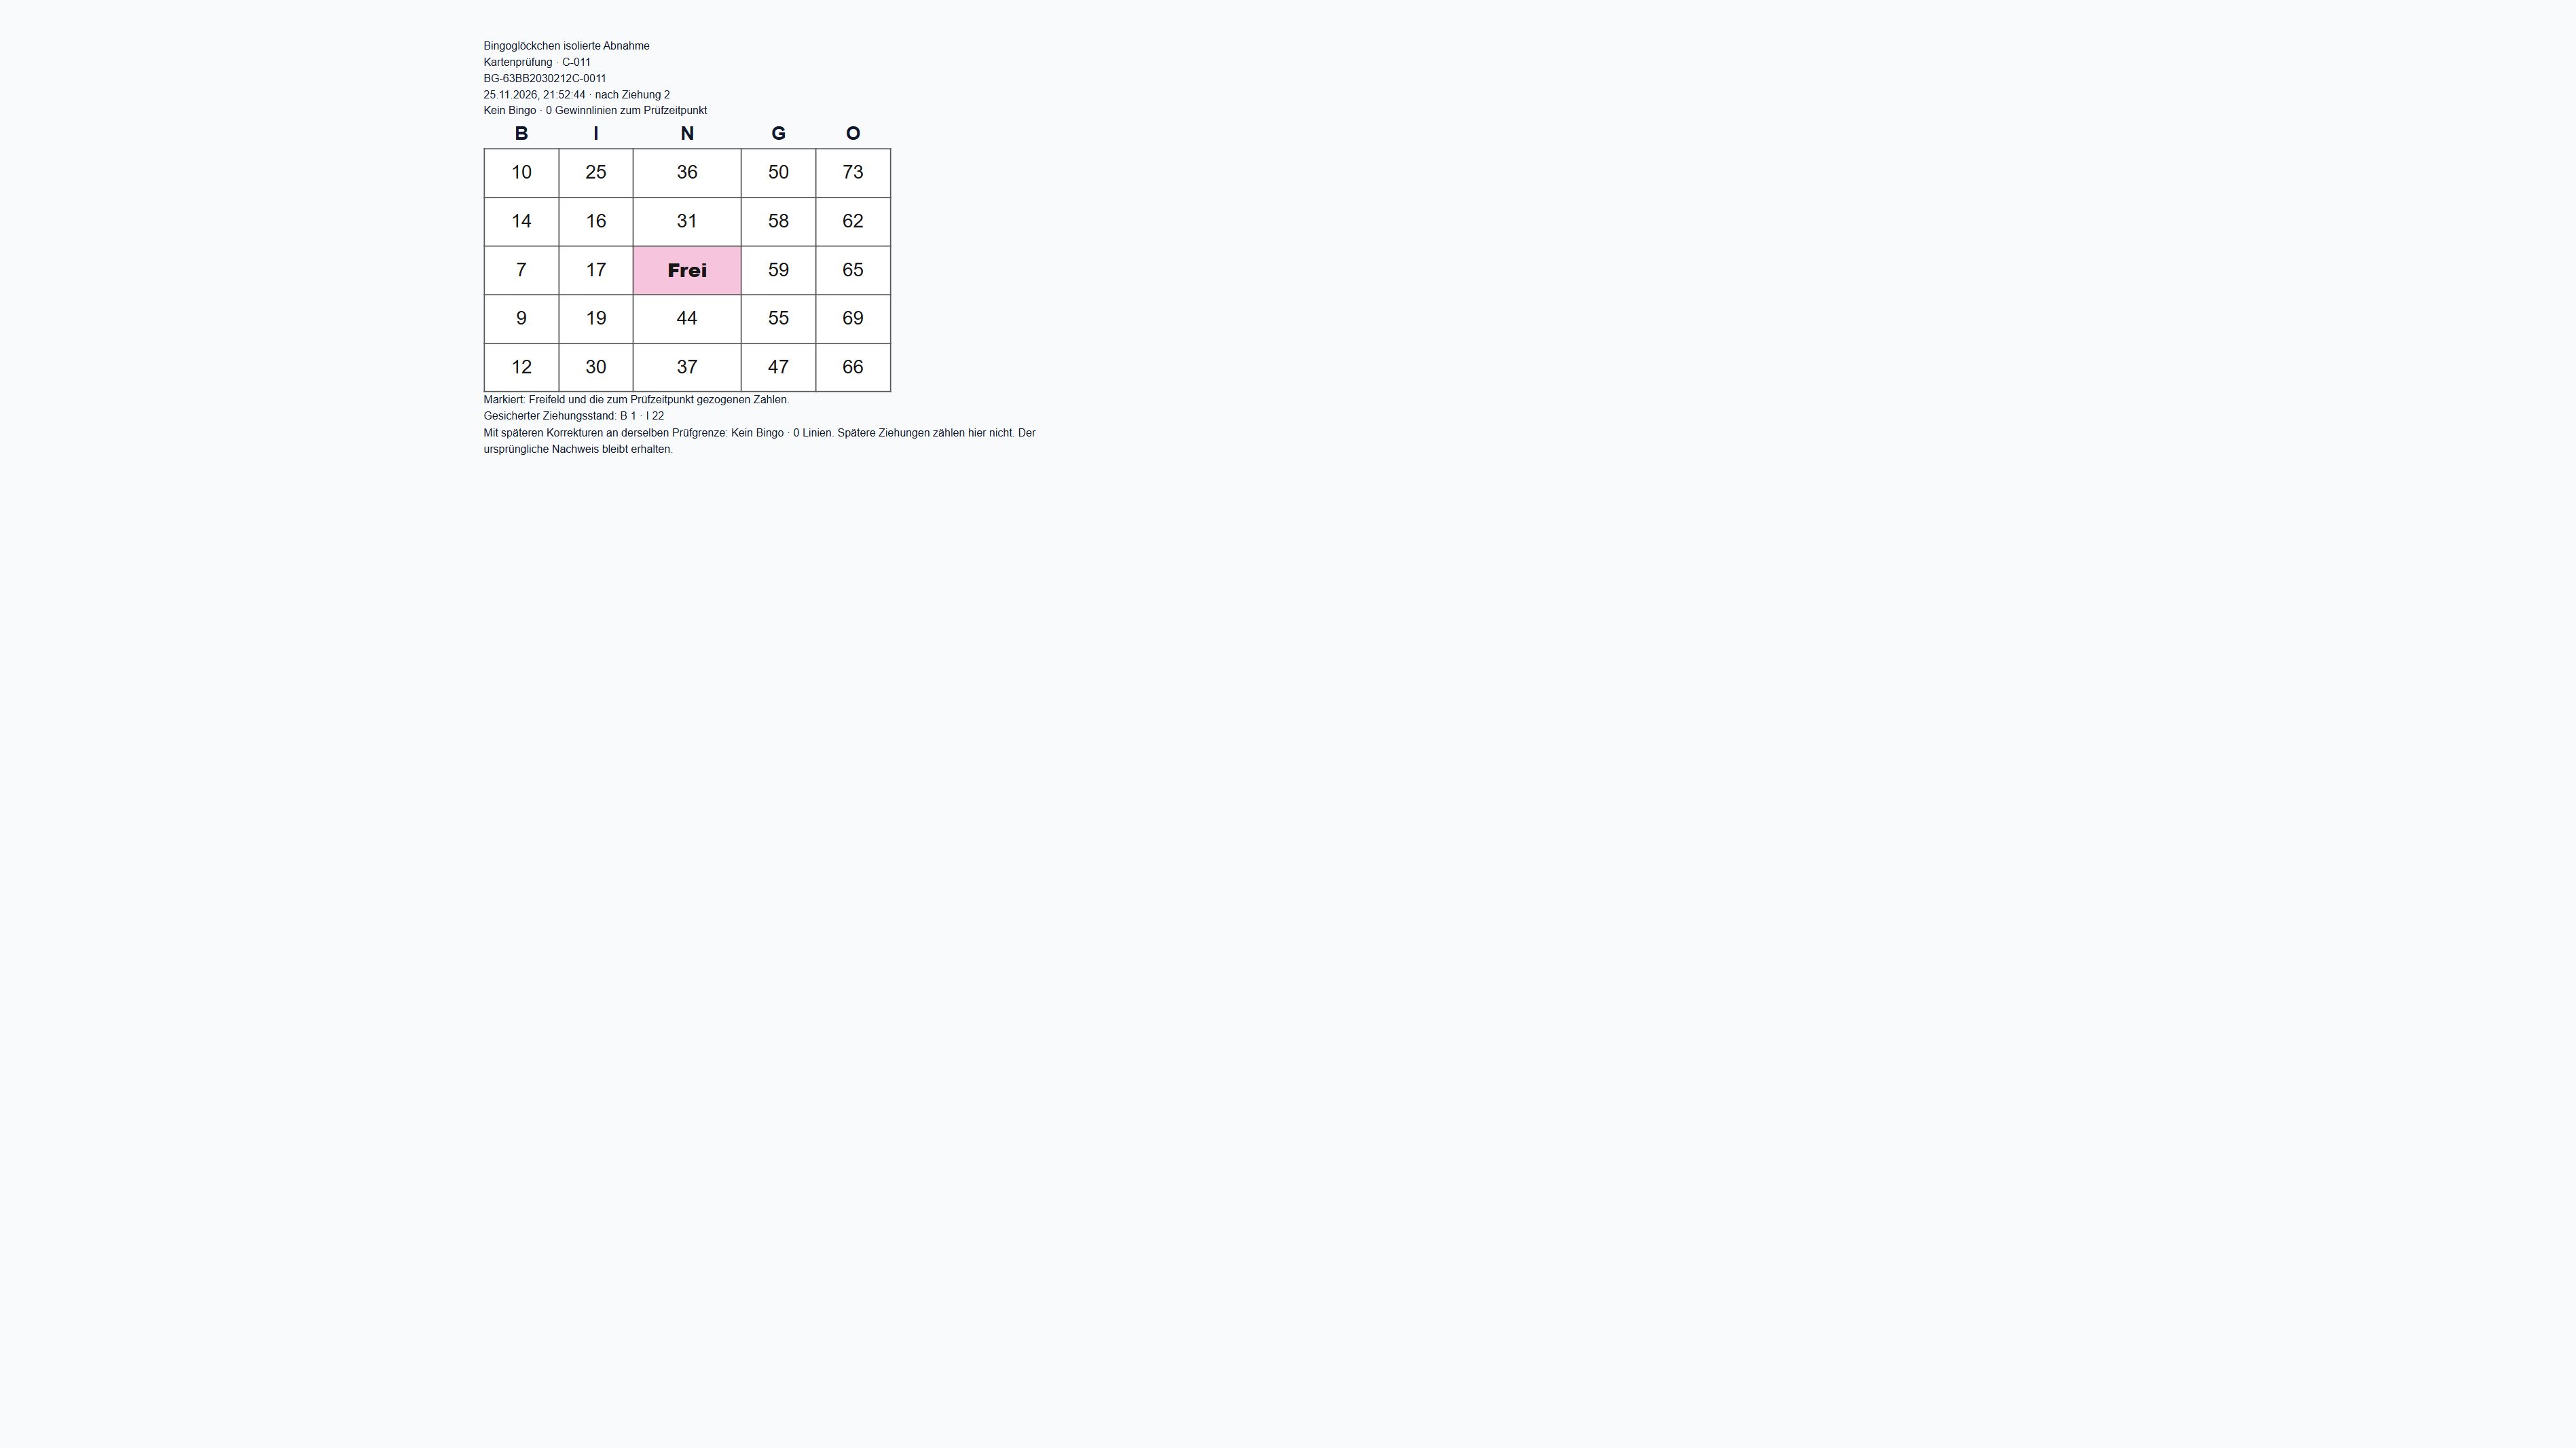 Bingoglöckchen isolierte Abnahme
Kartenprüfung · C-011
BG-63BB2030212C-0011
25.11.2026, 21:52:44 · nach Ziehung 2
Kein Bingo · 0 Gewinnlinien zum Prüfzeitpunkt
B I N G O
10 25 36 50 73
14 16 31 58 62
7 17 Frei 59 65
9 19 44 55 69
12 30 37 47 66
Markiert: Freifeld und die zum Prüfzeitpunkt gezogenen Zahlen.
Gesicherter Ziehungsstand: B 1 · I 22
Mit späteren Korrekturen an derselben Prüfgrenze: Kein Bingo · 0 Linien. Spätere Ziehungen zählen hier nicht. Der
ursprüngliche Nachweis bleibt erhalten.